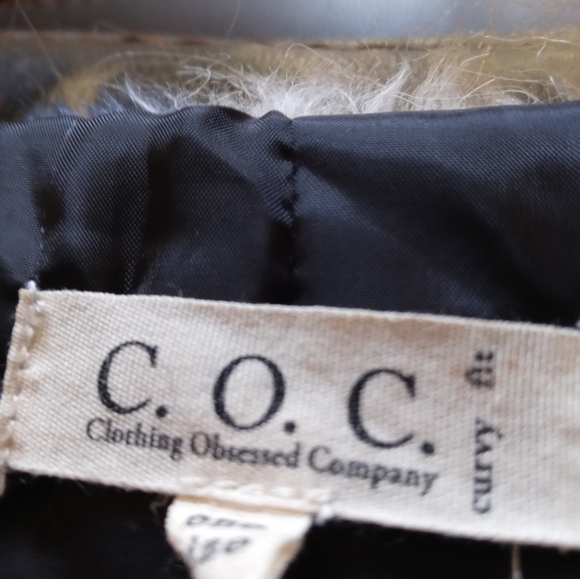 C. O. C.
Clothing Obsessed Company
curvy fit